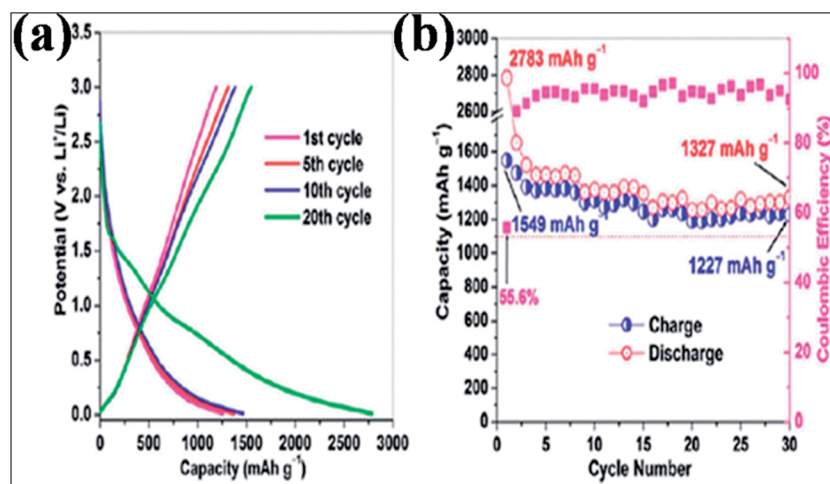 (a)
Potential (V vs. Li⁺/Li)
3.5
3.0
2.5
2.0
1.5
1.0
0.5
0.0
1st cycle
5th cycle
10th cycle
20th cycle
0
500
1000
1500
2000
2500
3000
Capacity (mAh g⁻¹)
(b)
Capacity (mAh g⁻¹)
3000
2800
2600
1800
1600
1400
1200
1000
800
600
400
200
0
2783 mAh g⁻¹
1327 mAh g⁻¹
1549 mAh g⁻¹
1227 mAh g⁻¹
55.6%
Charge
Discharge
0
5
10
15
20
25
30
Cycle Number
100
80
60
40
20
0
Coulombic Efficiency (%)